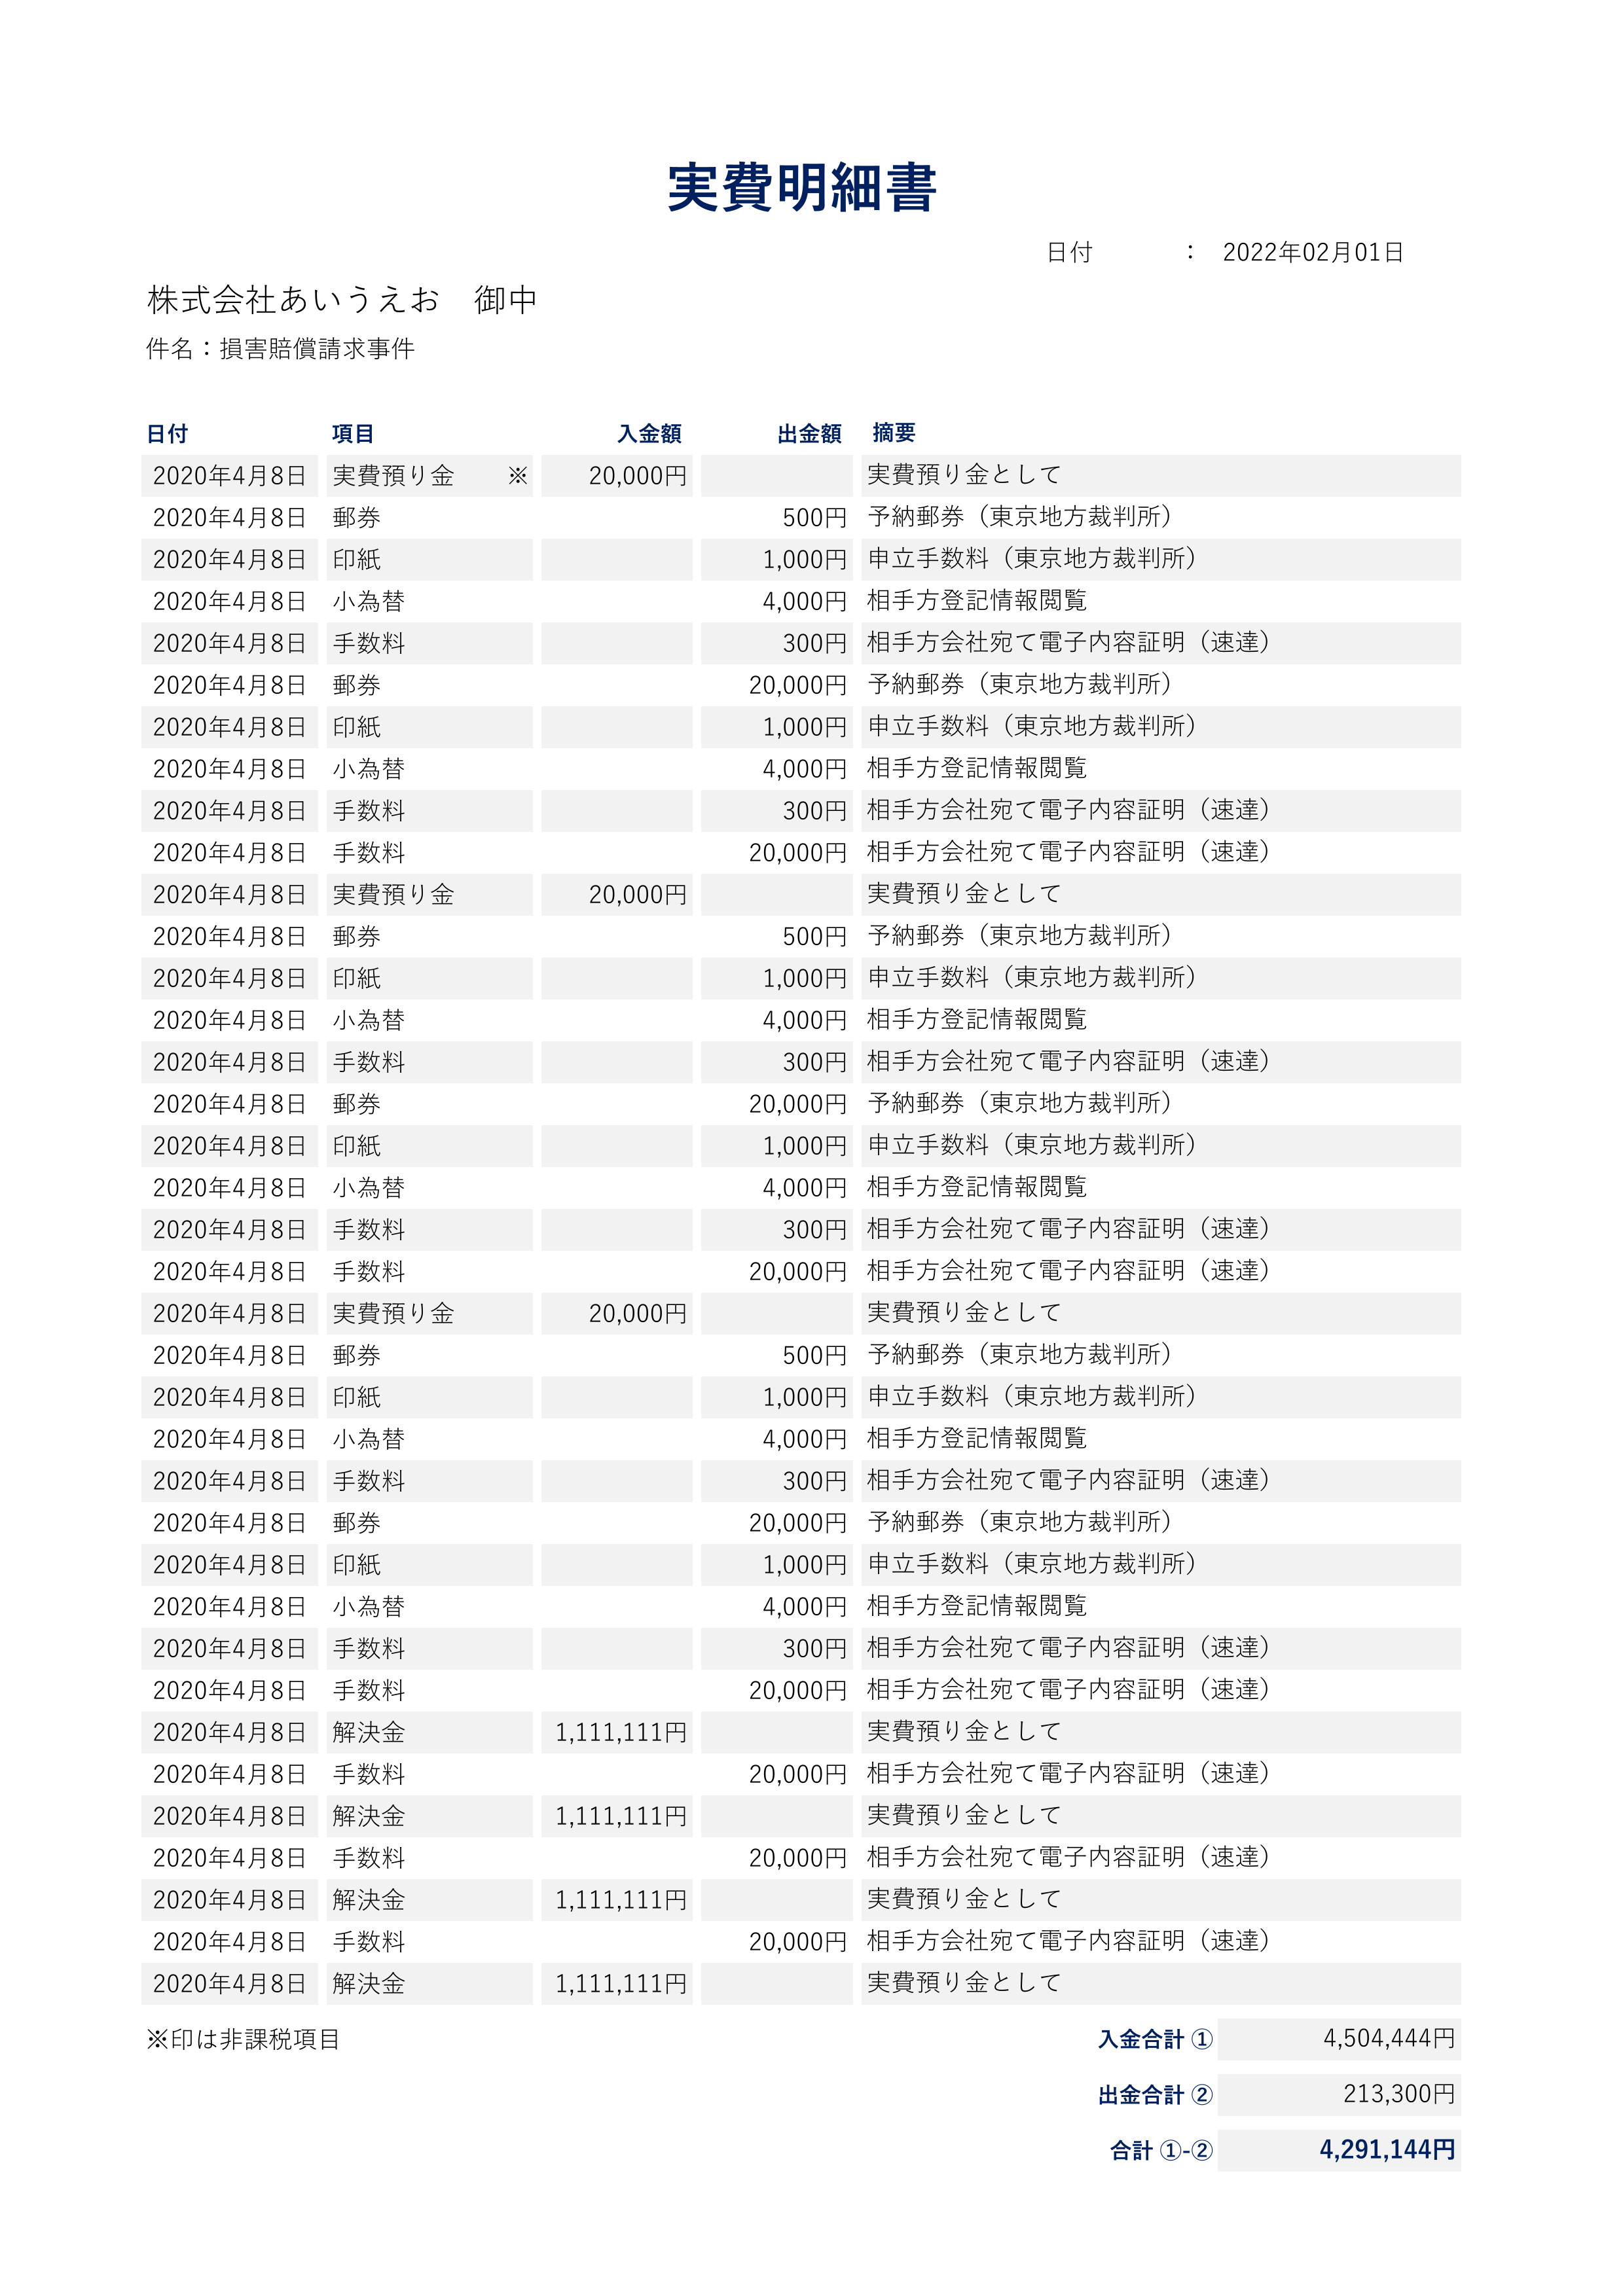 実費明細書
日付 ： 2022年02月01日
株式会社あいうえお　御中
件名：損害賠償請求事件
日付 項目 入金額 出金額 摘要
2020年4月8日 実費預り金 ※ 20,000円 実費預り金として
2020年4月8日 郵券 500円 予納郵券（東京地方裁判所）
2020年4月8日 印紙 1,000円 申立手数料（東京地方裁判所）
2020年4月8日 小為替 4,000円 相手方登記情報閲覧
2020年4月8日 手数料 300円 相手方会社宛て電子内容証明（速達）
2020年4月8日 郵券 20,000円 予納郵券（東京地方裁判所）
2020年4月8日 印紙 1,000円 申立手数料（東京地方裁判所）
2020年4月8日 小為替 4,000円 相手方登記情報閲覧
2020年4月8日 手数料 300円 相手方会社宛て電子内容証明（速達）
2020年4月8日 手数料 20,000円 相手方会社宛て電子内容証明（速達）
2020年4月8日 実費預り金 20,000円 実費預り金として
2020年4月8日 郵券 500円 予納郵券（東京地方裁判所）
2020年4月8日 印紙 1,000円 申立手数料（東京地方裁判所）
2020年4月8日 小為替 4,000円 相手方登記情報閲覧
2020年4月8日 手数料 300円 相手方会社宛て電子内容証明（速達）
2020年4月8日 郵券 20,000円 予納郵券（東京地方裁判所）
2020年4月8日 印紙 1,000円 申立手数料（東京地方裁判所）
2020年4月8日 小為替 4,000円 相手方登記情報閲覧
2020年4月8日 手数料 300円 相手方会社宛て電子内容証明（速達）
2020年4月8日 手数料 20,000円 相手方会社宛て電子内容証明（速達）
2020年4月8日 実費預り金 20,000円 実費預り金として
2020年4月8日 郵券 500円 予納郵券（東京地方裁判所）
2020年4月8日 印紙 1,000円 申立手数料（東京地方裁判所）
2020年4月8日 小為替 4,000円 相手方登記情報閲覧
2020年4月8日 手数料 300円 相手方会社宛て電子内容証明（速達）
2020年4月8日 郵券 20,000円 予納郵券（東京地方裁判所）
2020年4月8日 印紙 1,000円 申立手数料（東京地方裁判所）
2020年4月8日 小為替 4,000円 相手方登記情報閲覧
2020年4月8日 手数料 300円 相手方会社宛て電子内容証明（速達）
2020年4月8日 手数料 20,000円 相手方会社宛て電子内容証明（速達）
2020年4月8日 解決金 1,111,111円 実費預り金として
2020年4月8日 手数料 20,000円 相手方会社宛て電子内容証明（速達）
2020年4月8日 解決金 1,111,111円 実費預り金として
2020年4月8日 手数料 20,000円 相手方会社宛て電子内容証明（速達）
2020年4月8日 解決金 1,111,111円 実費預り金として
2020年4月8日 手数料 20,000円 相手方会社宛て電子内容証明（速達）
2020年4月8日 解決金 1,111,111円 実費預り金として
※印は非課税項目 入金合計 ① 4,504,444円
出金合計 ② 213,300円
合計 ①-② 4,291,144円